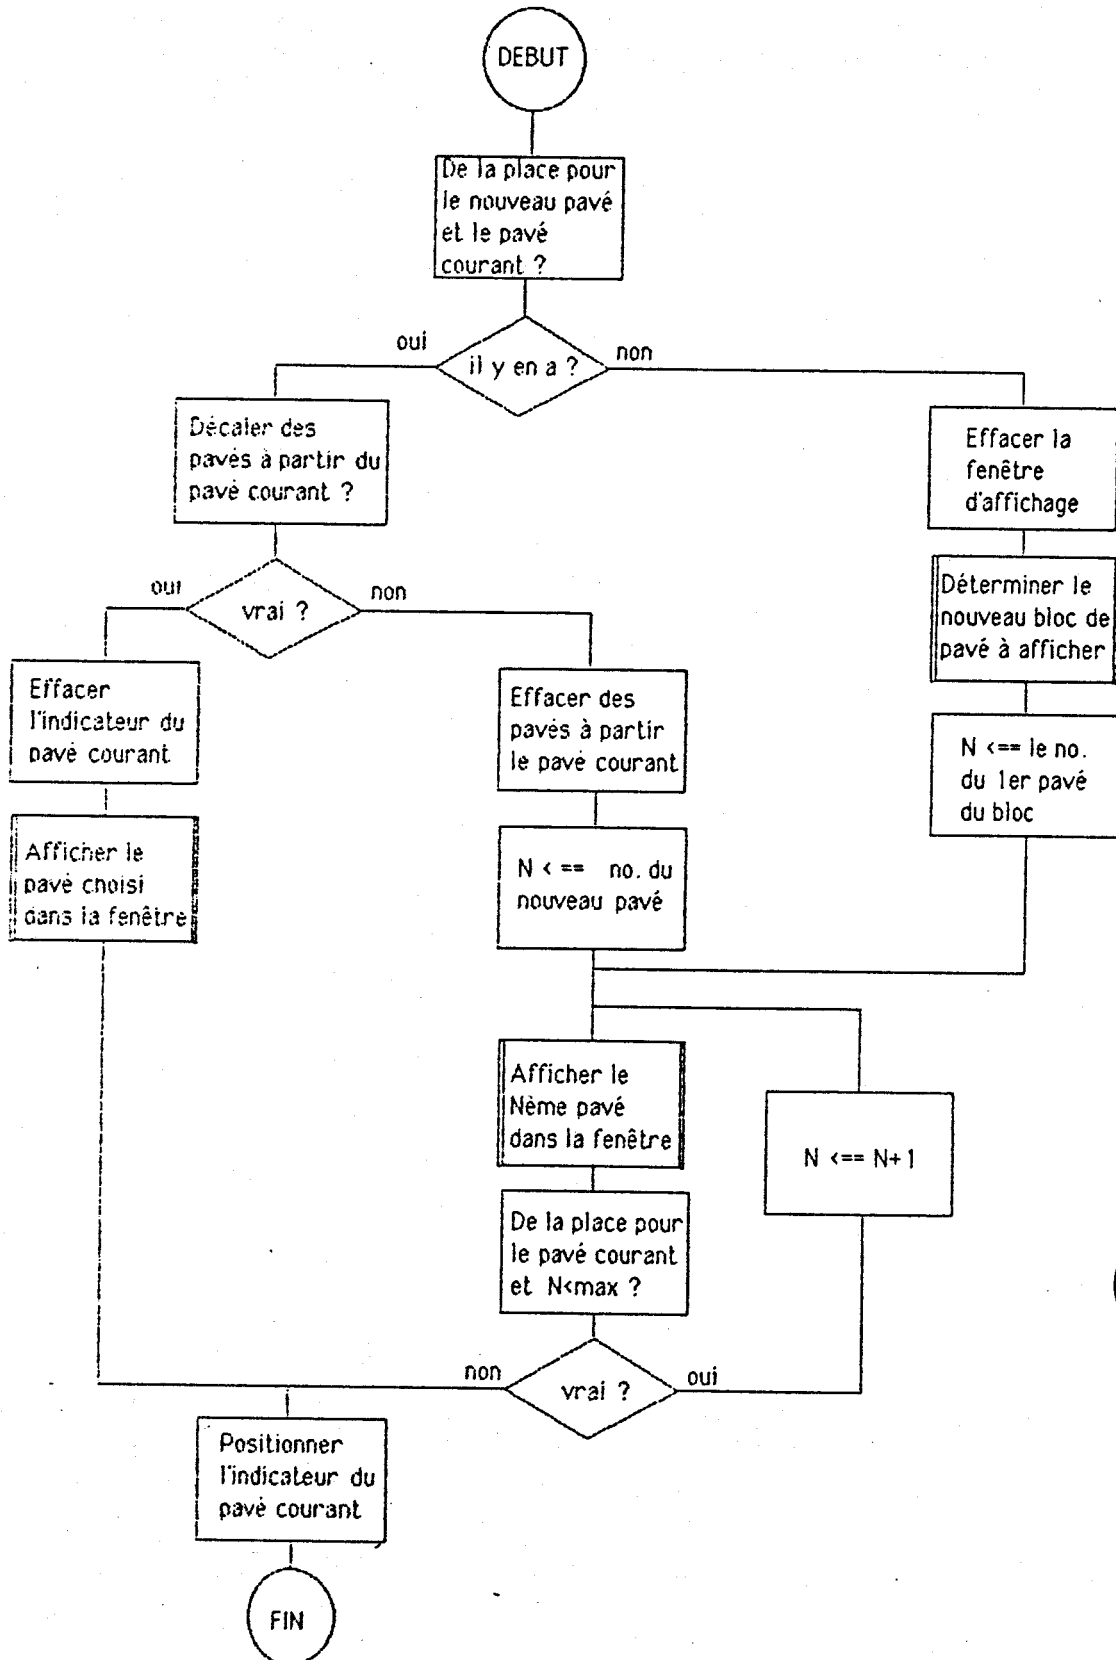 DEBUT
De la place pour
le nouveau pavé
et le pavé
courant ?
il y en a ?
oui
non
Décaler des
pavés à partir du
pavé courant ?
Effacer la
fenêtre
d'affichage
vrai ?
oui
non
Déterminer le
nouveau bloc de
pavé à afficher
Effacer
l'indicateur du
pavé courant
Effacer des
pavés à partir
le pavé courant
N <== le no.
du 1er pavé
du bloc
Afficher le
pavé choisi
dans la fenêtre
N < == no. du
nouveau pavé
Afficher le
Nème pavé
dans la fenêtre
N <== N+1
De la place pour
le pavé courant
et N<max ?
non
vrai ?
oui
Positionner
l'indicateur du
pavé courant
FIN